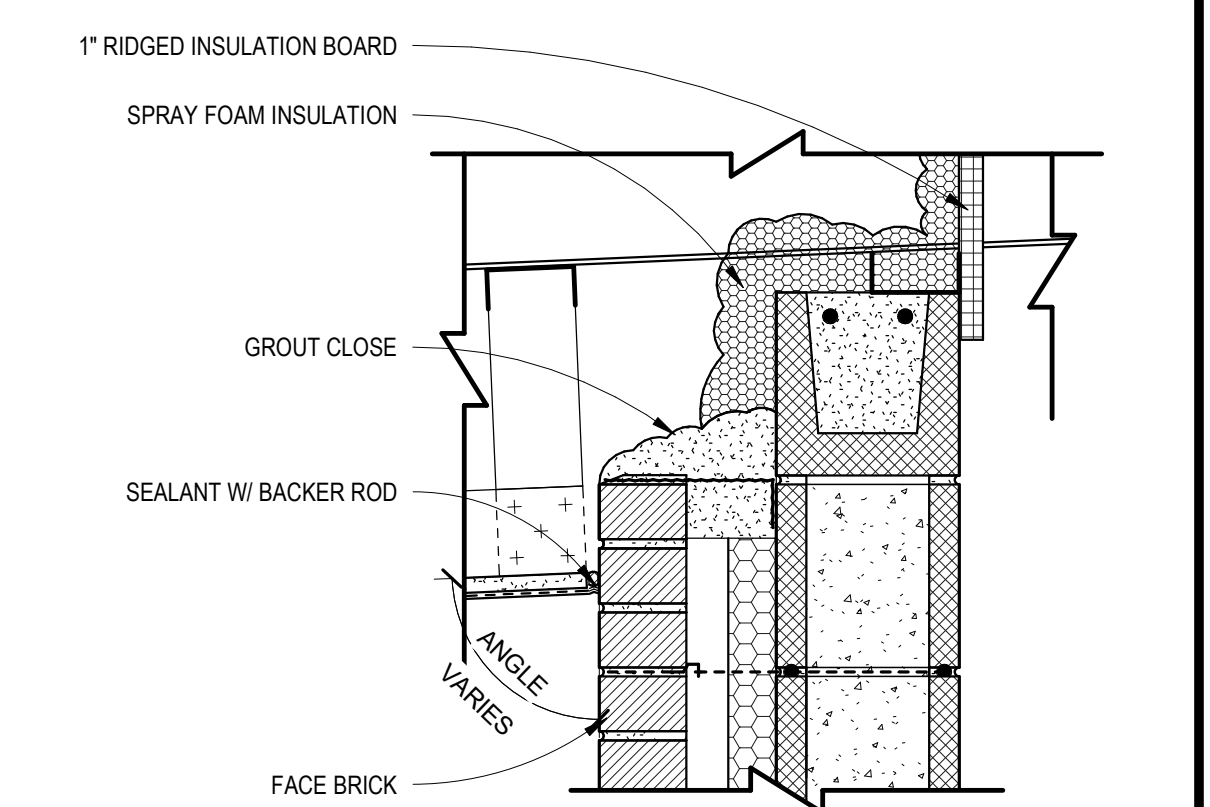 1" RIDGED INSULATION BOARD
SPRAY FOAM INSULATION
GROUT CLOSE
SEALANT W/ BACKER ROD
ANGLE
VARIES
FACE BRICK